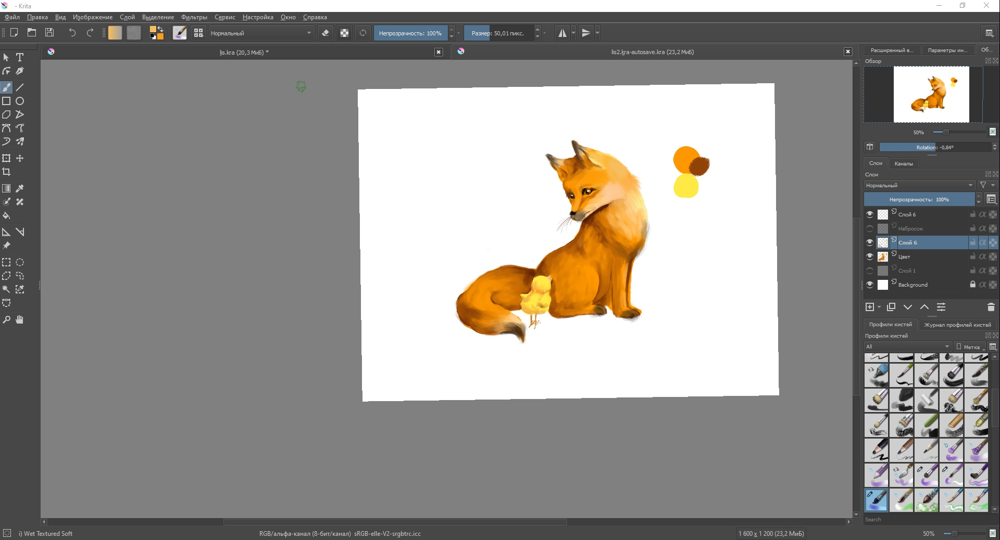 - Krita
Файл Правка Вид Изображение Слой Выделение Фильтры Сервис Настройка Окно Справка
Нормальный Непрозрачность: 100% Размер: 50,01 пикс.
lis.kra (20,3 МиБ) * lis2.kra-autosave.kra (23,2 МиБ)
Расширенный в... Параметры ин... Об...
Обзор
50%
Rotation: -0,84°
Слои Каналы
Слои
Нормальный
Непрозрачность: 100%
Слой 6
Набросок
Слой 6
Цвет
Слой 1
Background
Профили кистей Журнал профилей кистей
Профили кистей
All Метка
Search
i) Wet Textured Soft RGB/альфа-канал (8-бит/канал) sRGB-elle-V2-srgbtrc.icc 1 600 x 1 200 (23,2 МиБ) 50%